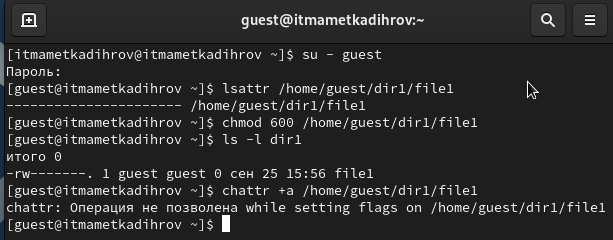 guest@itmametkadihrov:~
[itmametkadihrov@itmametkadihrov ~]$ su - guest
Пароль:
[guest@itmametkadihrov ~]$ lsattr /home/guest/dir1/file1
---------------------- /home/guest/dir1/file1
[guest@itmametkadihrov ~]$ chmod 600 /home/guest/dir1/file1
[guest@itmametkadihrov ~]$ ls -l dir1
итого 0
-rw-------. 1 guest guest 0 сен 25 15:56 file1
[guest@itmametkadihrov ~]$ chattr +a /home/guest/dir1/file1
chattr: Операция не позволена while setting flags on /home/guest/dir1/file1
[guest@itmametkadihrov ~]$